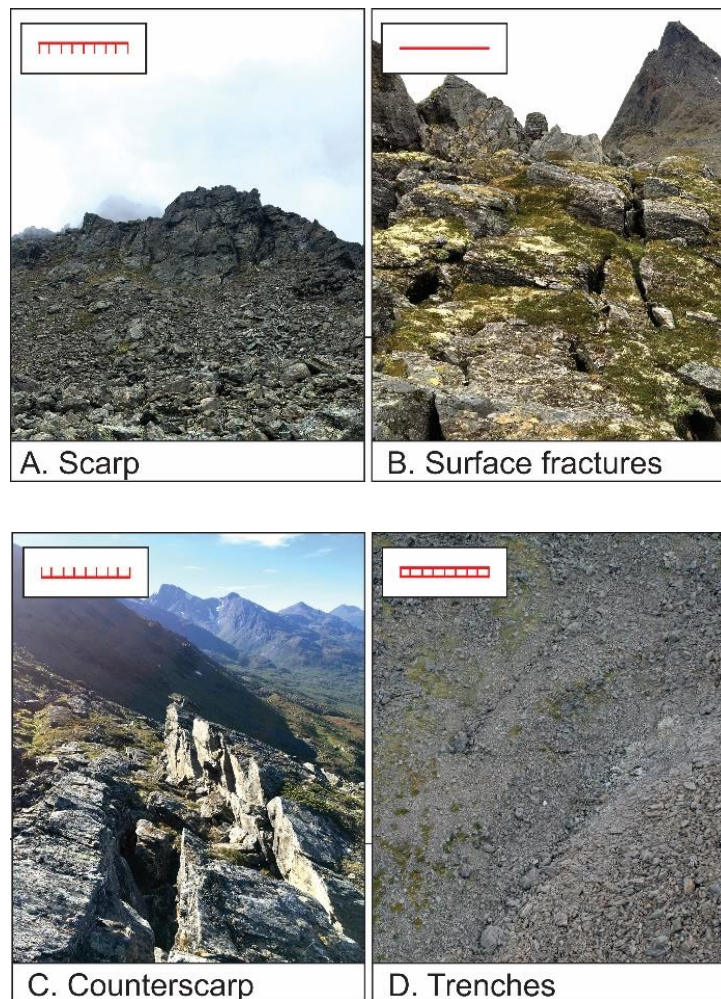 A. Scarp
B. Surface fractures
C. Counterscarp
D. Trenches